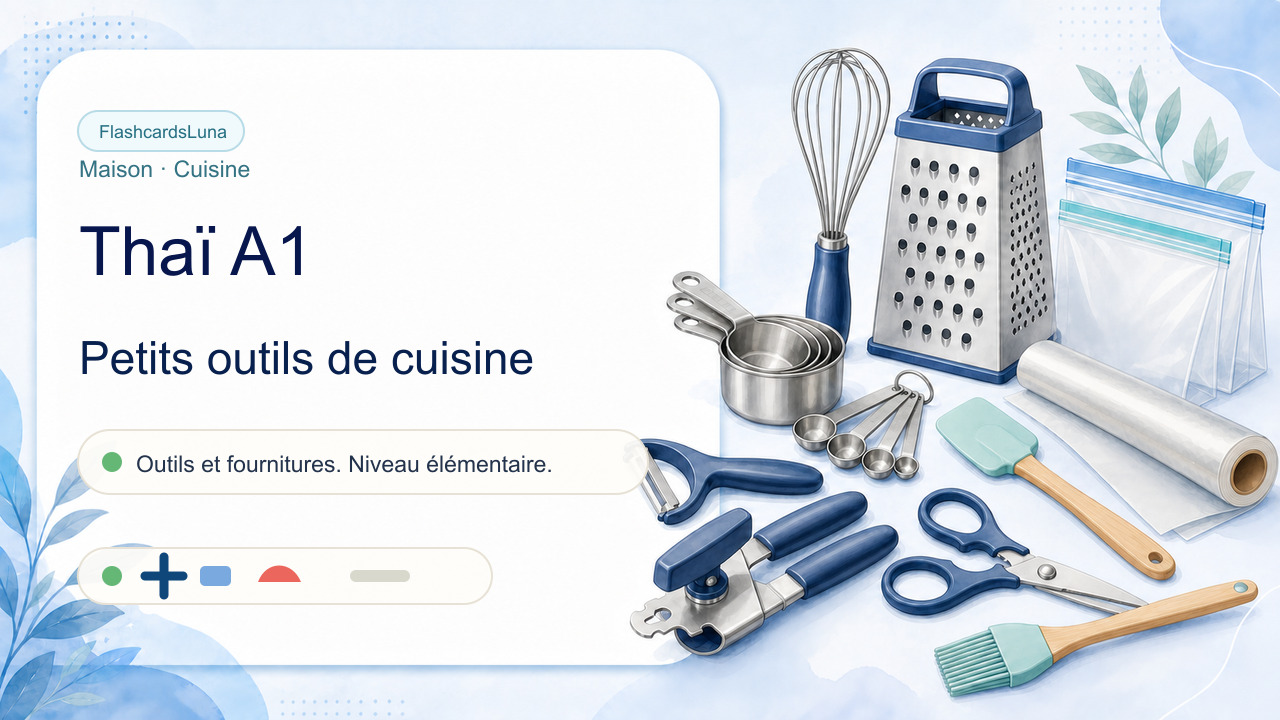 FlashcardsLuna
Maison · Cuisine
Thaï A1
Petits outils de cuisine
Outils et fournitures. Niveau élémentaire.